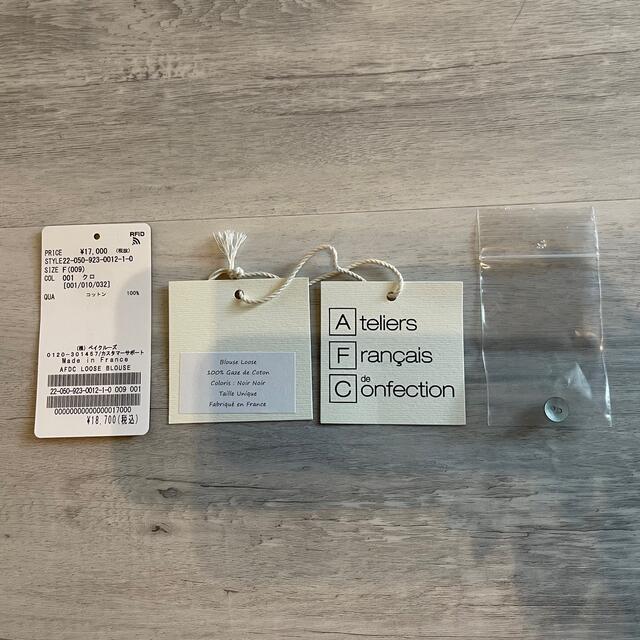 RFID
PRICE ¥17,000 (税抜)
STYLE22-050-923-0012-1-0
SIZE F(009)
COL 001 クロ
[001/010/032]
QUA コットン 100%
(株) ベイクルーズ
0120-301457/カスタマーサポート
Made in France
AFDC LOOSE BLOUSE
22-050-923-0012-1-0 009 001
0000000000000017000
¥18,700(税込)
Blouse Loose
100% Gaze de Coton
Coloris : Noir Noir
Taille Unique
Fabriqué en France
Ateliers
Français
de
Confection